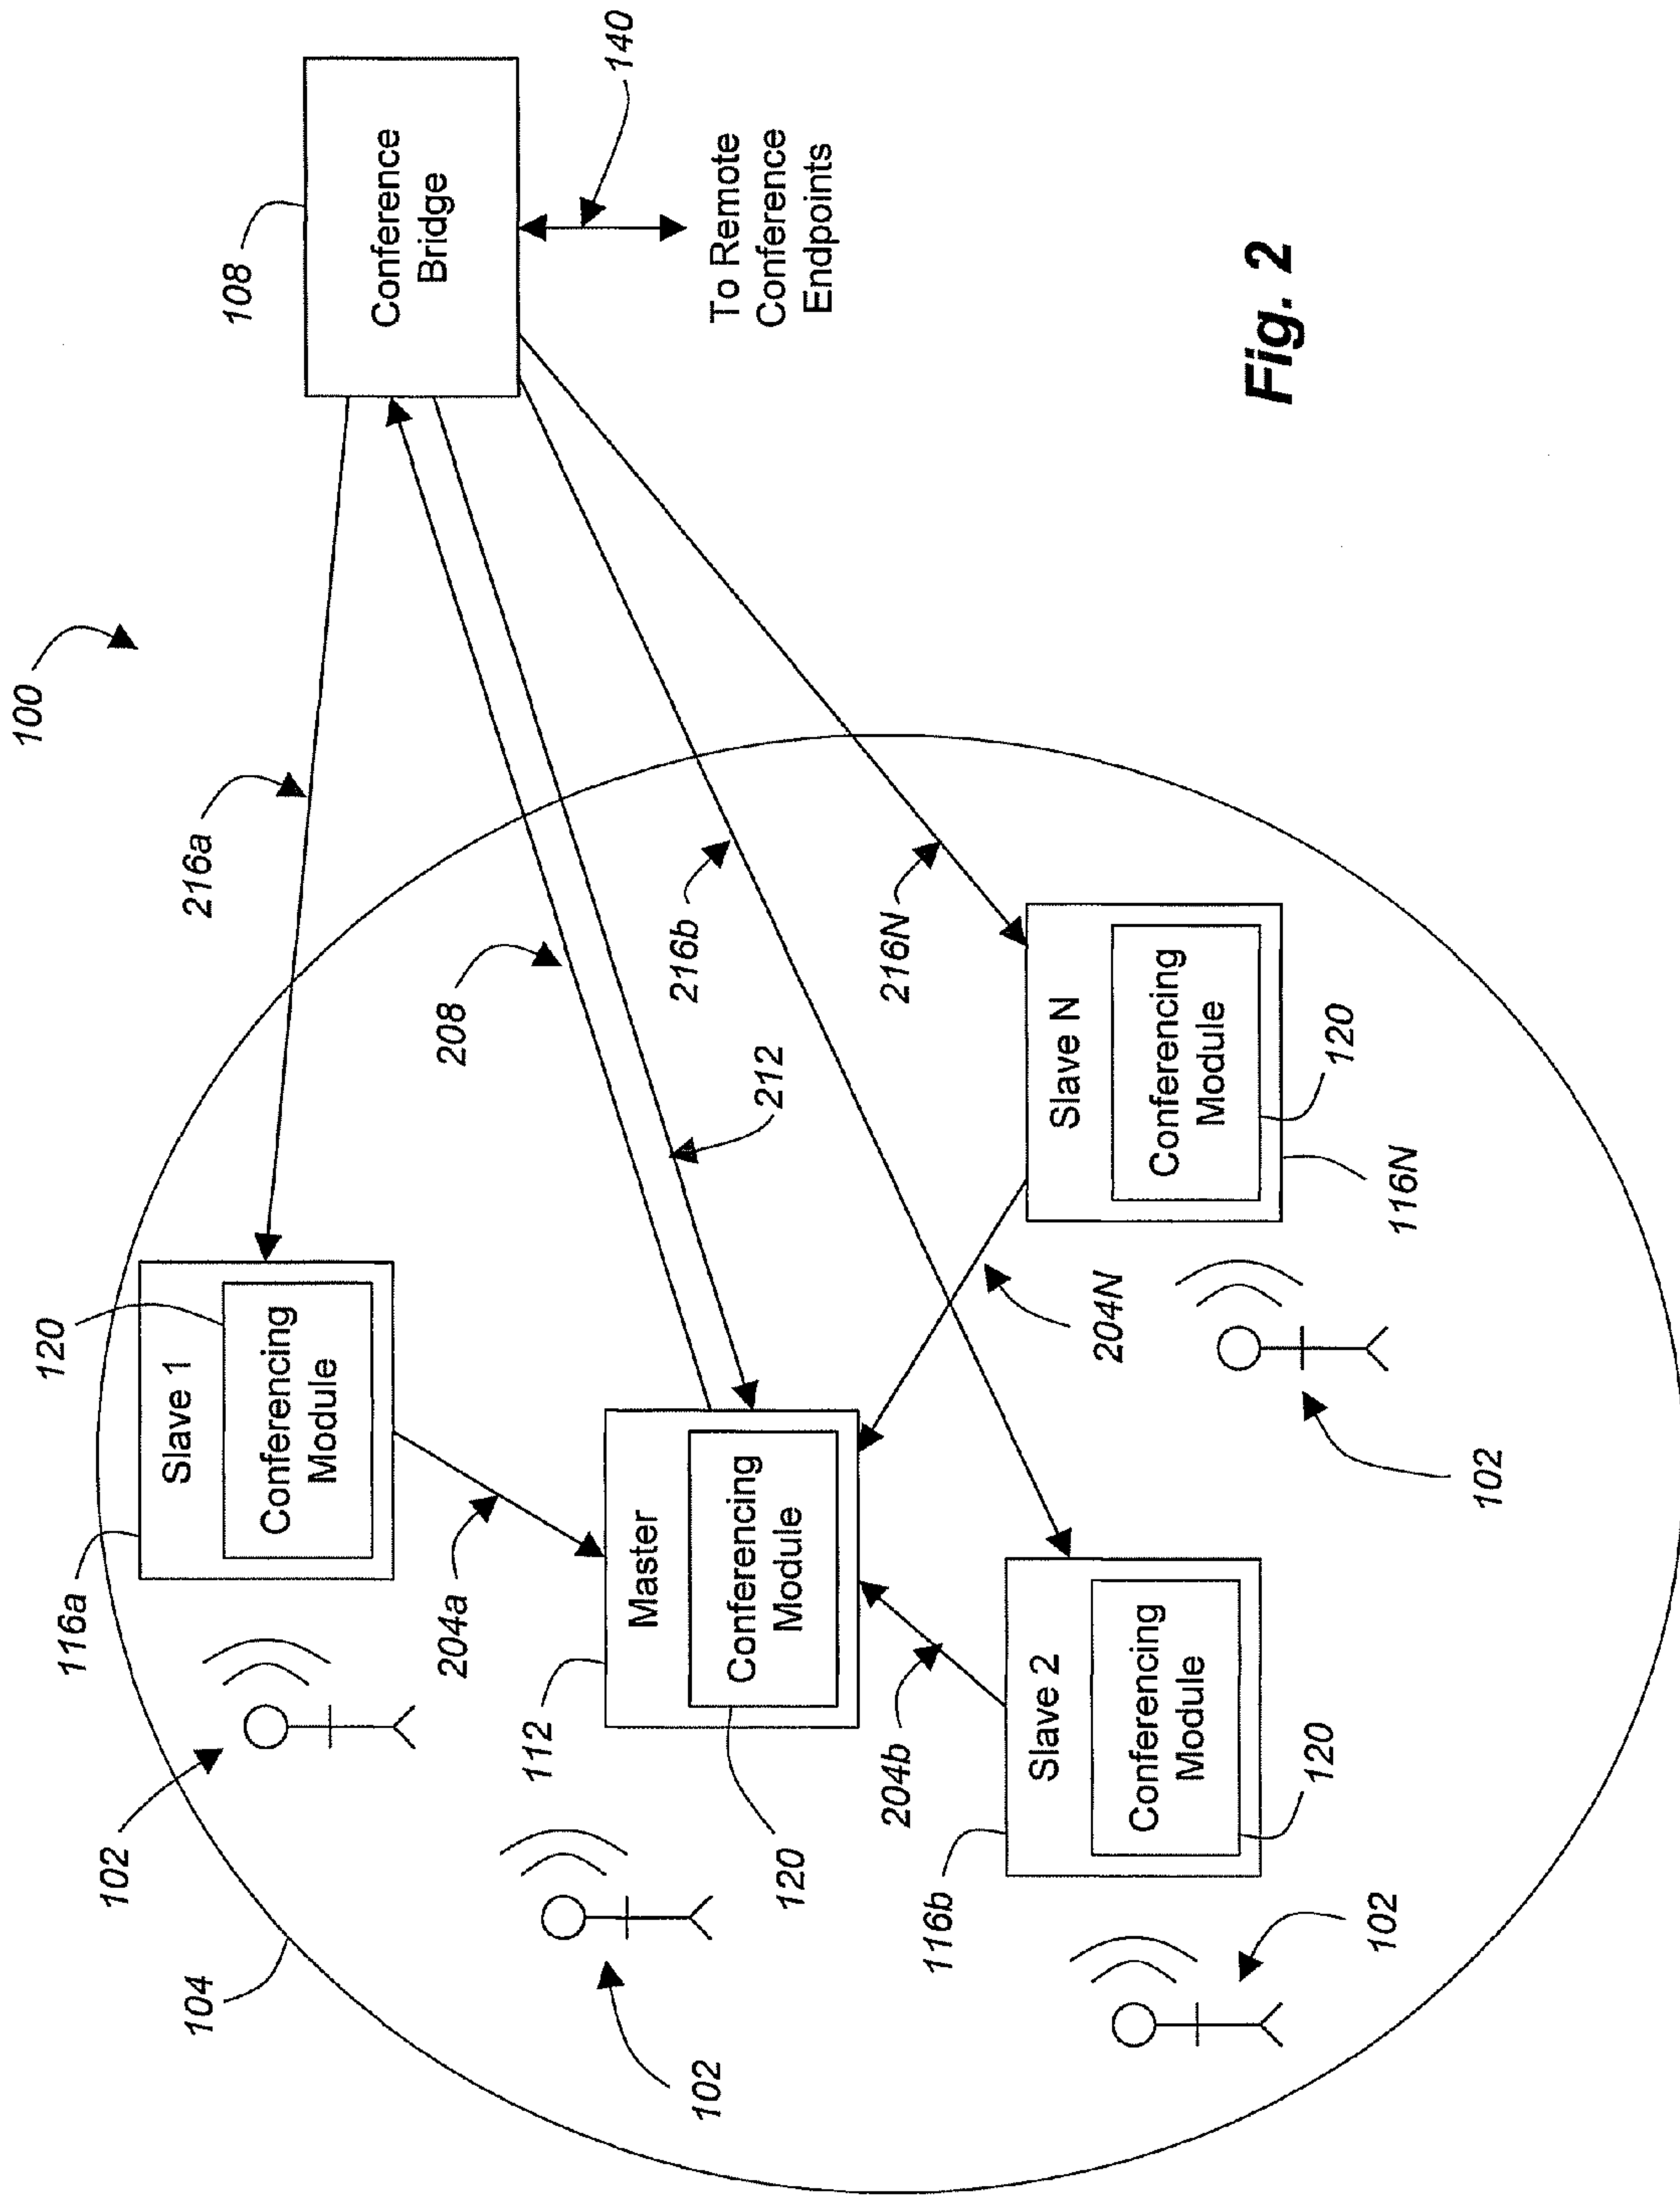 100
108
Conference
Bridge
140
To Remote
Conference
Endpoints
216a
208
212
216b
216N
104
102
116a
120
Slave 1
Conferencing
Module
204a
102
112
Master
Conferencing
Module
120
204b
204N
116b
Slave 2
Conferencing
Module
120
102
Slave N
Conferencing
Module
120
116N
102
Fig. 2